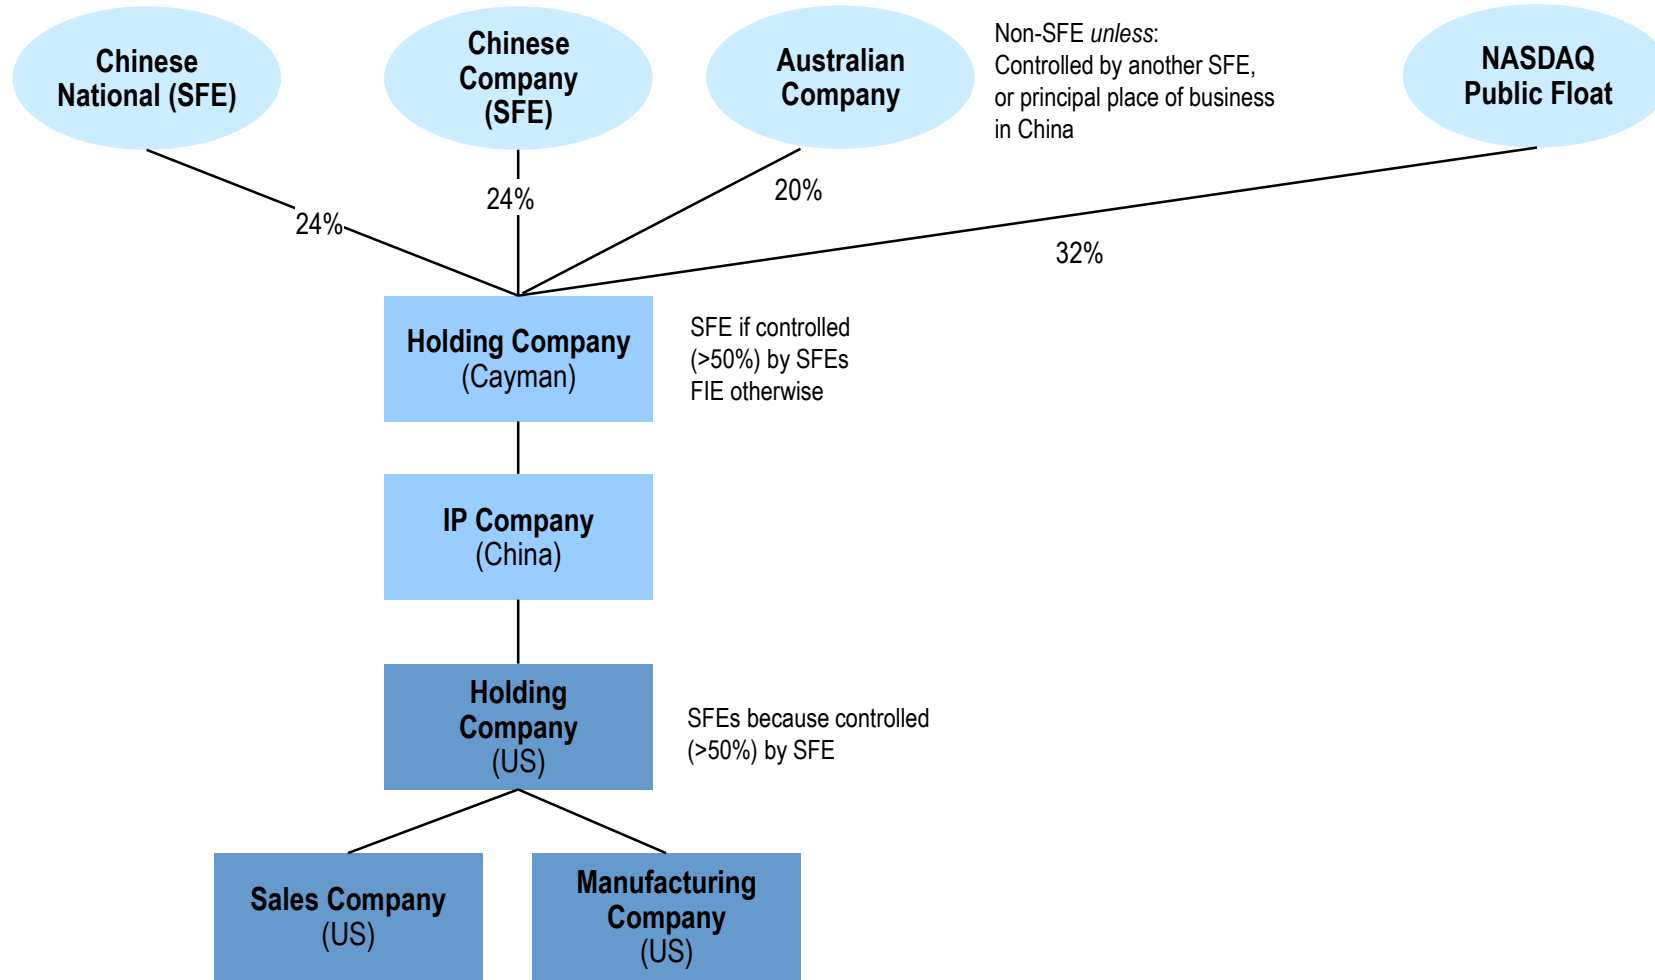 Chinese
National (SFE)
Chinese
Company
(SFE)
Australian
Company
Non-SFE unless:
Controlled by another SFE,
or principal place of business
in China
NASDAQ
Public Float
24%
24%
20%
32%
Holding Company
(Cayman)
SFE if controlled
(>50%) by SFEs
FIE otherwise
IP Company
(China)
Holding
Company
(US)
SFEs because controlled
(>50%) by SFE
Sales Company
(US)
Manufacturing
Company
(US)